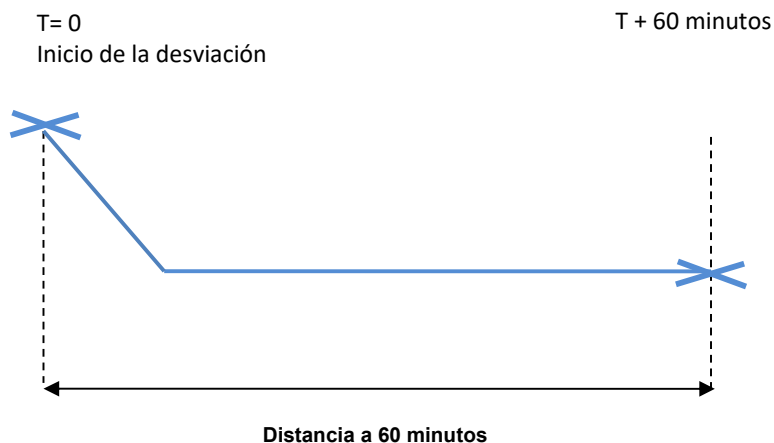 T= 0
Inicio de la desviación
T + 60 minutos
Distancia a 60 minutos